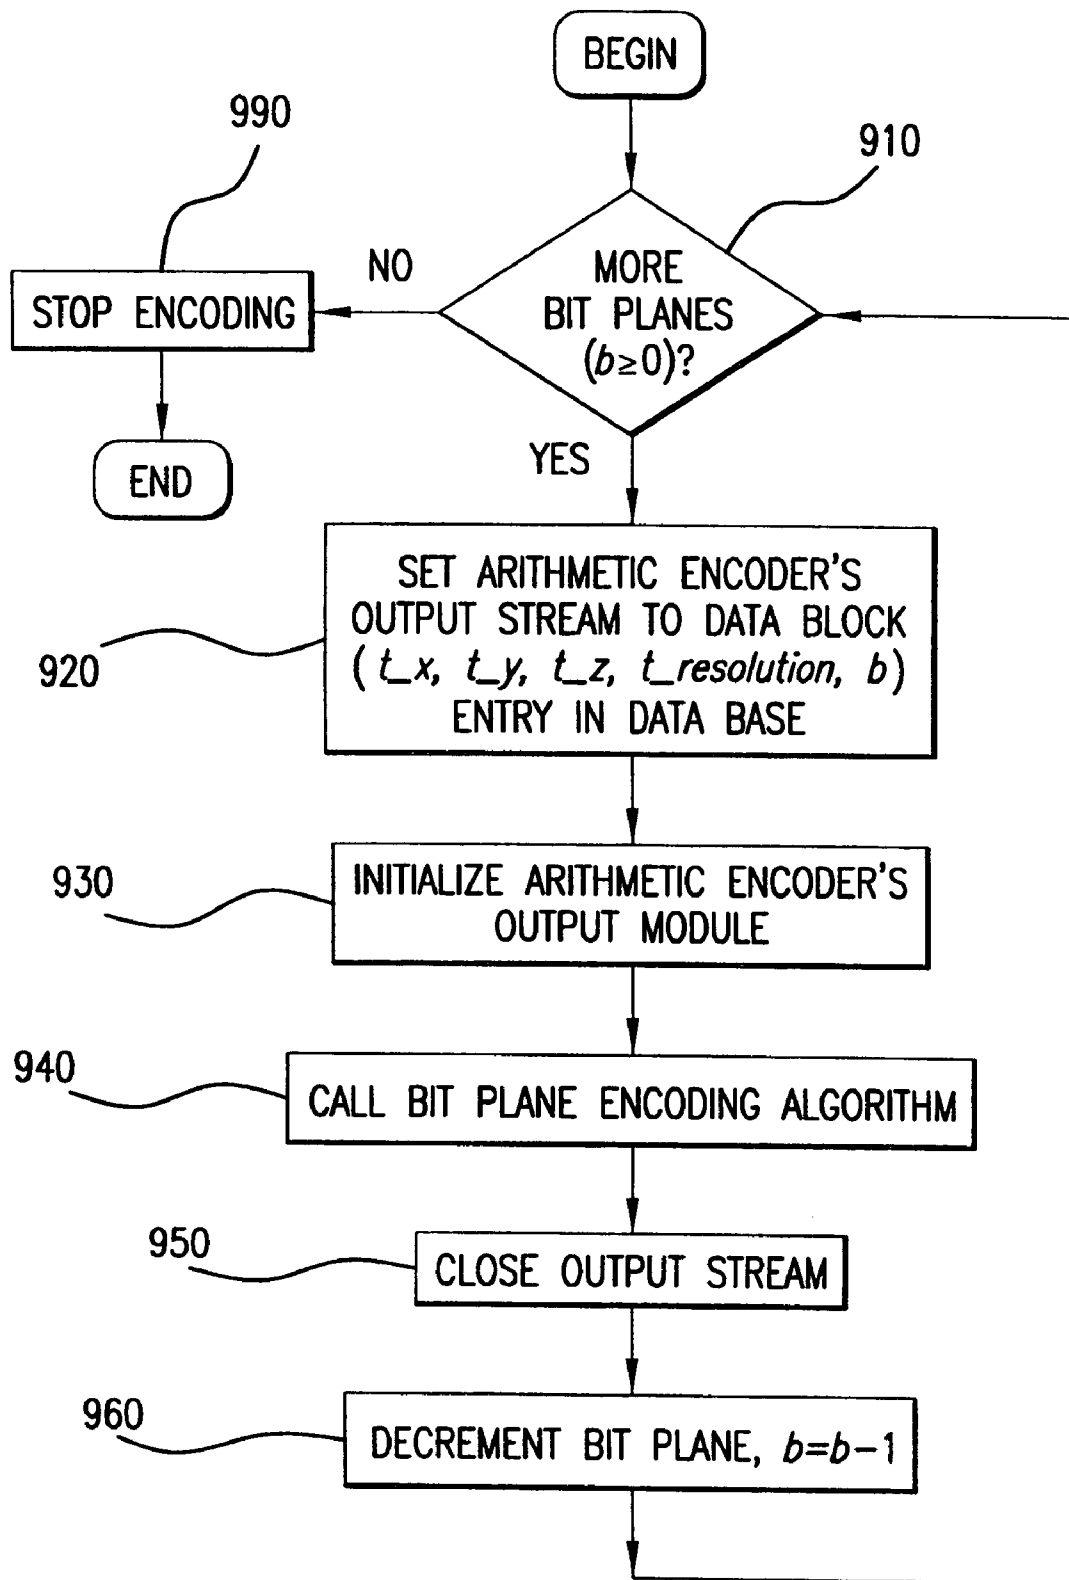 BEGIN
990
910
NO
MORE
BIT PLANES
(b≥0)?
STOP ENCODING
YES
END
SET ARITHMETIC ENCODER'S
OUTPUT STREAM TO DATA BLOCK
( t_x, t_y, t_z, t_resolution, b)
ENTRY IN DATA BASE
920
930
INITIALIZE ARITHMETIC ENCODER'S
OUTPUT MODULE
940
CALL BIT PLANE ENCODING ALGORITHM
950
CLOSE OUTPUT STREAM
960
DECREMENT BIT PLANE, b=b-1